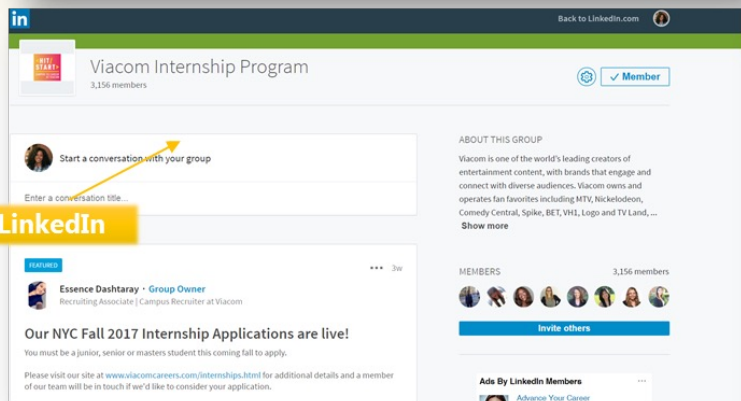 in
Back to LinkedIn.com
HIT/
START>
Viacom Internship Program
3,156 members
✓ Member
Start a conversation with your group
Enter a conversation title...
LinkedIn
FEATURED
••• 3w
Essence Dashtaray · Group Owner
Recruiting Associate | Campus Recruiter at Viacom
Our NYC Fall 2017 Internship Applications are live!
You must be a junior, senior or masters student this coming fall to apply.
Please visit our site at www.viacomcareers.com/internships.html for additional details and a member
of our team will be in touch if we'd like to consider your application.
ABOUT THIS GROUP
Viacom is one of the world's leading creators of
entertainment content, with brands that engage and
connect with diverse audiences. Viacom owns and
operates fan favorites including MTV, Nickelodeon,
Comedy Central, Spike, BET, VH1, Logo and TV Land, ...
Show more
MEMBERS 3,156 members
Invite others
Ads By LinkedIn Members ...
Advance Your Career